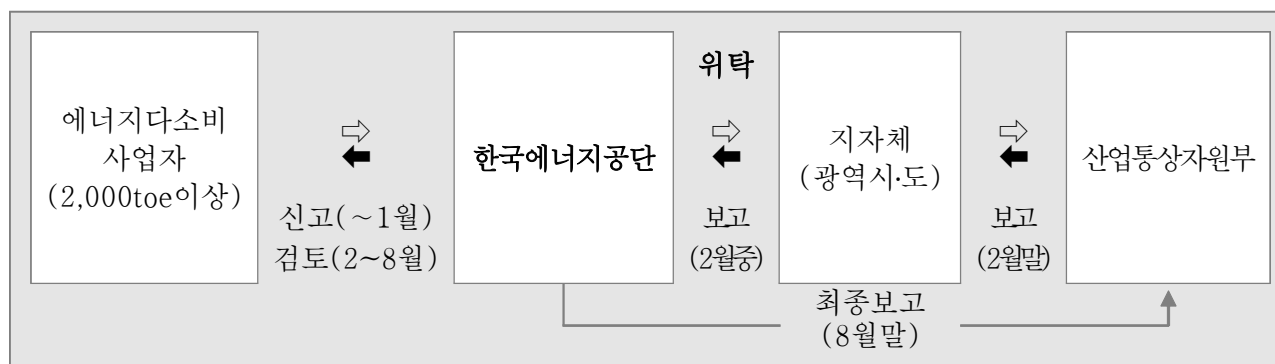 에너지다소비
사업자
(2,000toe이상)
⇨
⬅
신고(~1월)
검토(2~8월)
한국에너지공단
위탁
⇨
⬅
보고
(2월중)
지자체
(광역시·도)
⇨
⬅
보고
(2월말)
산업통상자원부
최종보고
(8월말)